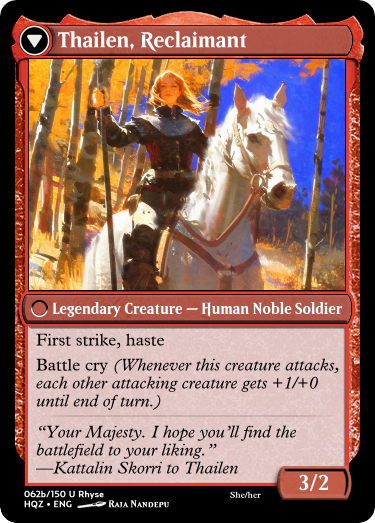 Thailen, Reclaimant
Legendary Creature — Human Noble Soldier
First strike, haste
Battle cry (Whenever this creature attacks,
each other attacking creature gets +1/+0
until end of turn.)
“Your Majesty. I hope you’ll find the
battlefield to your liking.”
—Kattalin Skorri to Thailen
3/2
062b/150 U Rhyse
She/her
HQZ • ENG Raja Nandepu